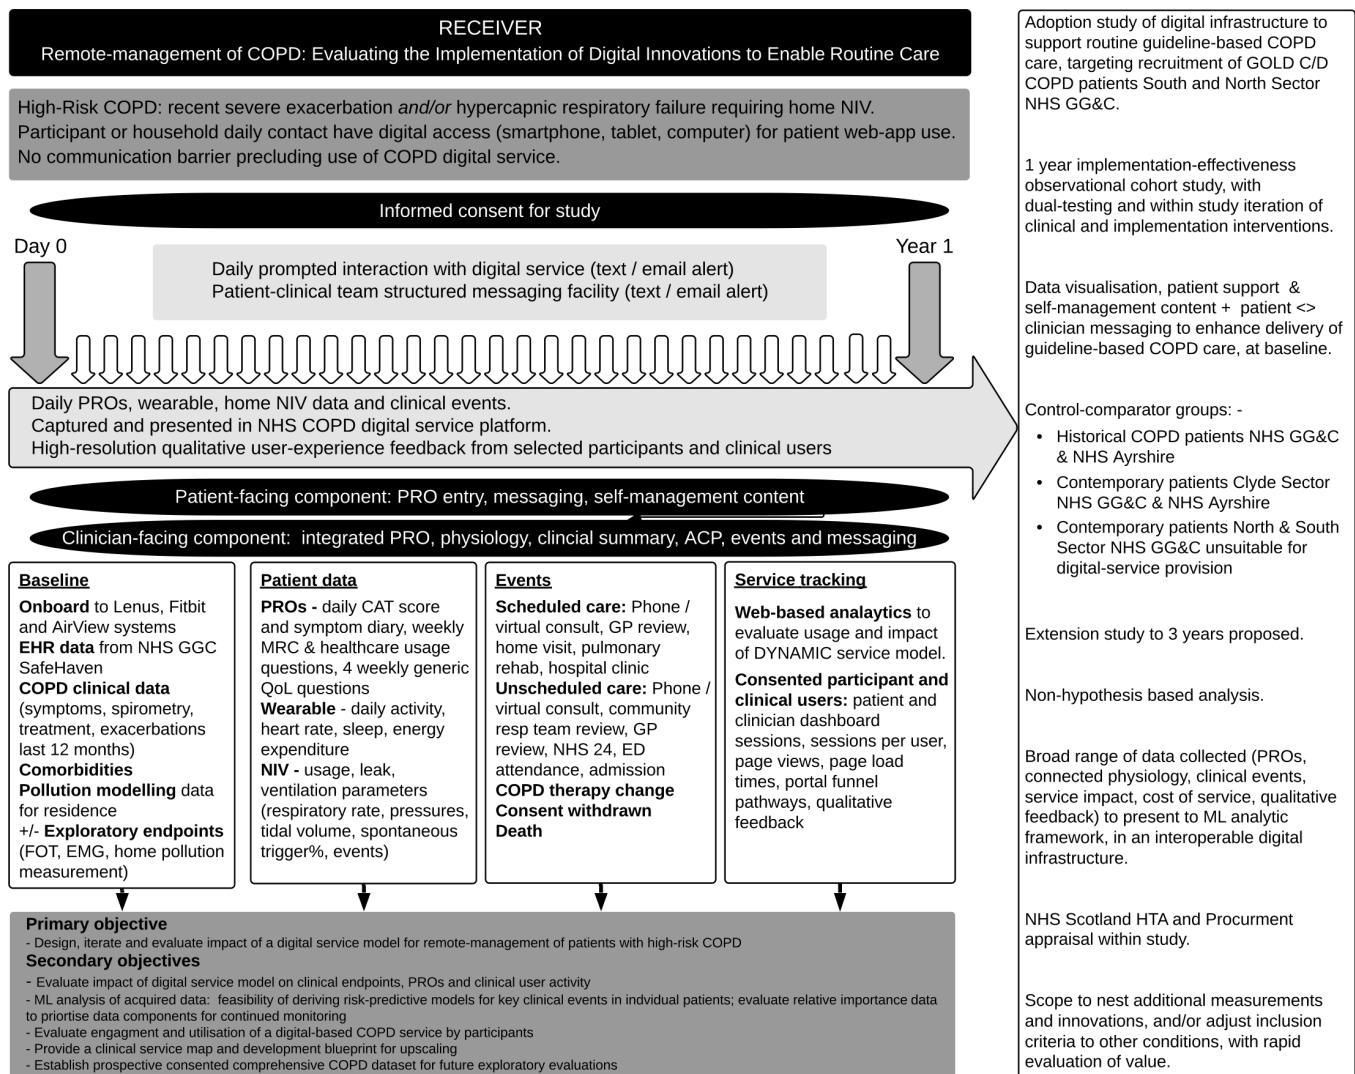 RECEIVER
Remote-management of COPD: Evaluating the Implementation of Digital Innovations to Enable Routine Care
High-Risk COPD: recent severe exacerbation and/or hypercapnic respiratory failure requiring home NIV.
Participant or household daily contact have digital access (smartphone, tablet, computer) for patient web-app use.
No communication barrier precluding use of COPD digital service.
Informed consent for study
Day 0
Year 1
Daily prompted interaction with digital service (text / email alert)
Patient-clinical team structured messaging facility (text / email alert)
Daily PROs, wearable, home NIV data and clinical events.
Captured and presented in NHS COPD digital service platform.
High-resolution qualitative user-experience feedback from selected participants and clinical users
Patient-facing component: PRO entry, messaging, self-management content
Clinician-facing component:  integrated PRO, physiology, clincial summary, ACP, events and messaging
Baseline
Onboard to Lenus, Fitbit
and AirView systems
EHR data from NHS GGC
SafeHaven
COPD clinical data
(symptoms, spirometry,
treatment, exacerbations
last 12 months)
Comorbidities
Pollution modelling data
for residence
+/- Exploratory endpoints
(FOT, EMG, home pollution
measurement)
Patient data
PROs - daily CAT score
and symptom diary, weekly
MRC & healthcare usage
questions, 4 weekly generic
QoL questions
Wearable - daily activity,
heart rate, sleep, energy
expenditure
NIV - usage, leak,
ventilation parameters
(respiratory rate, pressures,
tidal volume, spontaneous
trigger%, events)
Events
Scheduled care: Phone /
virtual consult, GP review,
home visit, pulmonary
rehab, hospital clinic
Unscheduled care: Phone /
virtual consult, community
resp team review, GP
review, NHS 24, ED
attendance, admission
COPD therapy change
Consent withdrawn
Death
Service tracking
Web-based analaytics to
evaluate usage and impact
of DYNAMIC service model.
Consented participant and
clinical users: patient and
clinician dashboard
sessions, sessions per user,
page views, page load
times, portal funnel
pathways, qualitative
feedback
Primary objective
- Design, iterate and evaluate impact of a digital service model for remote-management of patients with high-risk COPD
Secondary objectives
- Evaluate impact of digital service model on clinical endpoints, PROs and clinical user activity
- ML analysis of acquired data:  feasibility of deriving risk-predictive models for key clinical events in indvidual patients; evaluate relative importance data
to priortise data components for continued monitoring
- Evaluate engagment and utilisation of a digital-based COPD service by participants
- Provide a clinical service map and development blueprint for upscaling
- Establish prospective consented comprehensive COPD dataset for future exploratory evaluations
Adoption study of digital infrastructure to
support routine guideline-based COPD
care, targeting recruitment of GOLD C/D
COPD patients South and North Sector
NHS GG&C.
1 year implementation-effectiveness
observational cohort study, with
dual-testing and within study iteration of
clinical and implementation interventions.
Data visualisation, patient support  &
self-management content +  patient <>
clinician messaging to enhance delivery of
guideline-based COPD care, at baseline.
Control-comparator groups: -
• Historical COPD patients NHS GG&C
& NHS Ayrshire
• Contemporary patients Clyde Sector
NHS GG&C & NHS Ayrshire
• Contemporary patients North & South
Sector NHS GG&C unsuitable for
digital-service provision
Extension study to 3 years proposed.
Non-hypothesis based analysis.
Broad range of data collected (PROs,
connected physiology, clinical events,
service impact, cost of service, qualitative
feedback) to present to ML analytic
framework, in an interoperable digital
infrastructure.
NHS Scotland HTA and Procurment
appraisal within study.
Scope to nest additional measurements
and innovations, and/or adjust inclusion
criteria to other conditions, with rapid
evaluation of value.